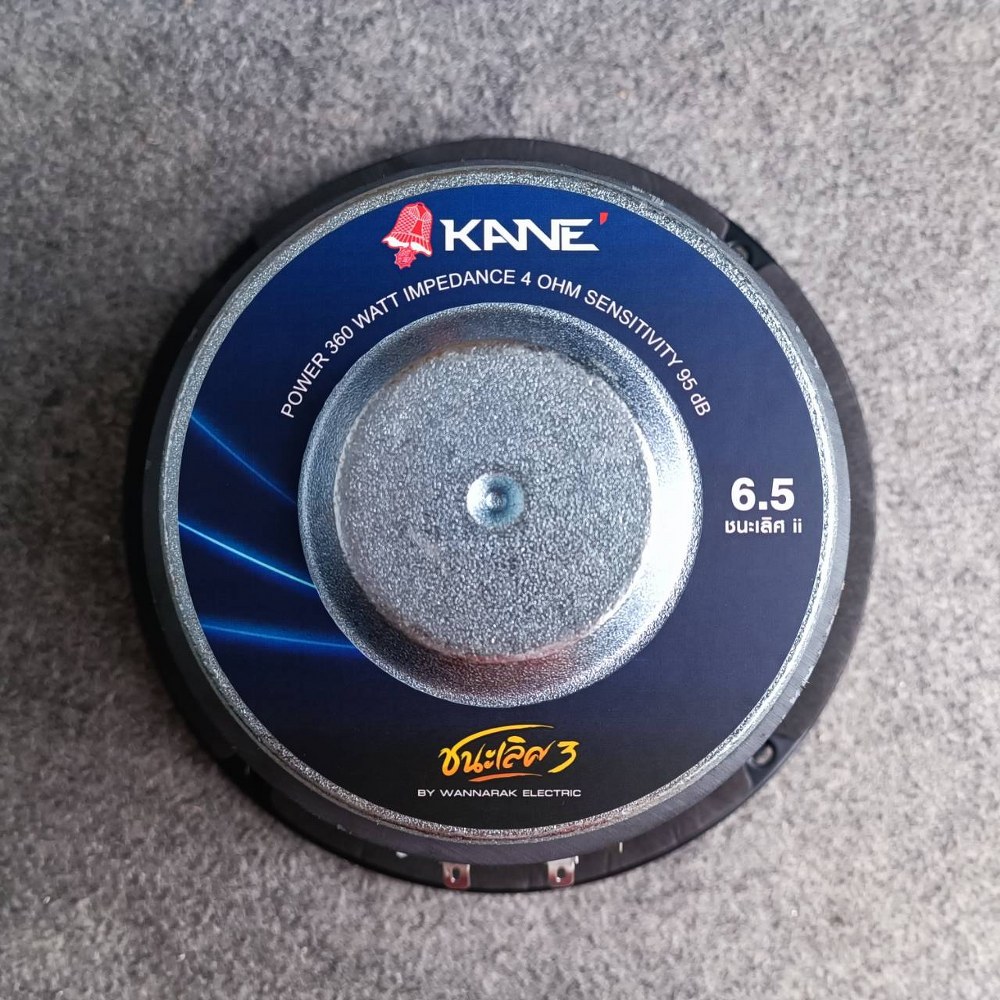 KANE'
POWER 360 WATT IMPEDANCE 4 OHM SENSITIVITY 95 dB
6.5
ชนะเลิศ ii
ชนะเลิศ 3
BY WANNARAK ELECTRIC